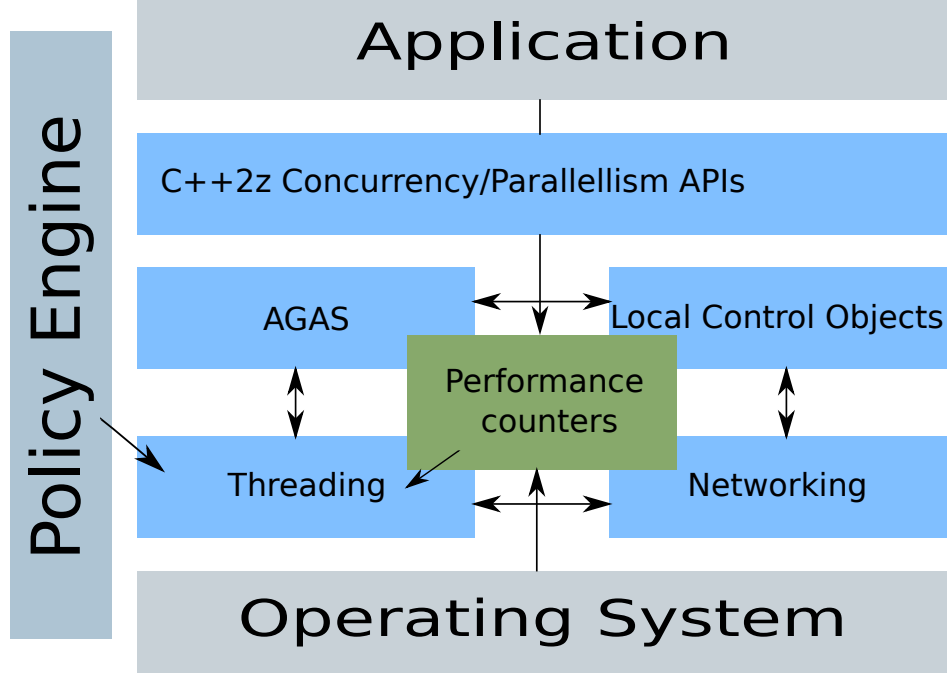 Application
Policy Engine
C++2z Concurrency/Parallellism APIs
AGAS
Local Control Objects
Performance
counters
Threading
Networking
Operating System